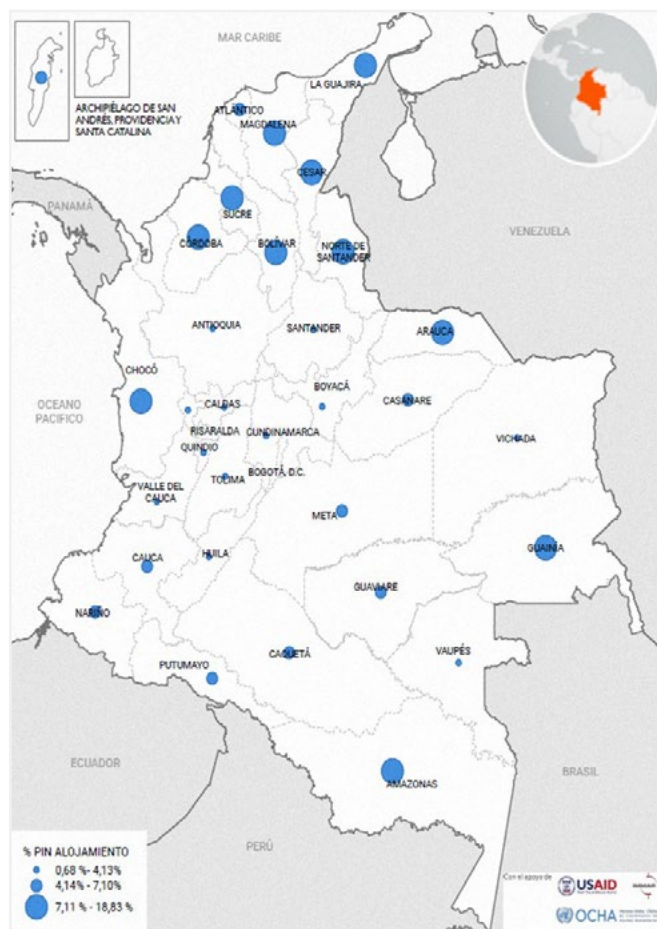 MAR CARIBE
LA GUAJIRA
ARCHIPIÉLAGO DE SAN
ANDRÉS, PROVIDENCIA Y
SANTA CATALINA
ATLÁNTICO
MAGDALENA
CESAR
PANAMÁ
SUCRE
VENEZUELA
CÓRDOBA
BOLÍVAR
NORTE DE
SANTANDER
ANTIOQUIA
SANTANDER
ARAUCA
CHOCÓ
BOYACÁ
CASANARE
OCEANO
PACIFICO
CALDAS
RISARALDA
CUNDINAMARCA
VICHADA
QUINDIO
TOLIMA
BOGOTÁ, D.C.
VALLE DEL
CAUCA
META
CAUCA
HUILA
GUAINÍA
GUAVIARE
NARIÑO
CAQUETÁ
VAUPÉS
PUTUMAYO
ECUADOR
AMAZONAS
BRASIL
PERÚ
% PIN ALOJAMIENTO
0,68 %- 4,13%
4,14%- 7,10%
7,11 % - 18,83 %
Con el apoyo de
USAID
OCHA